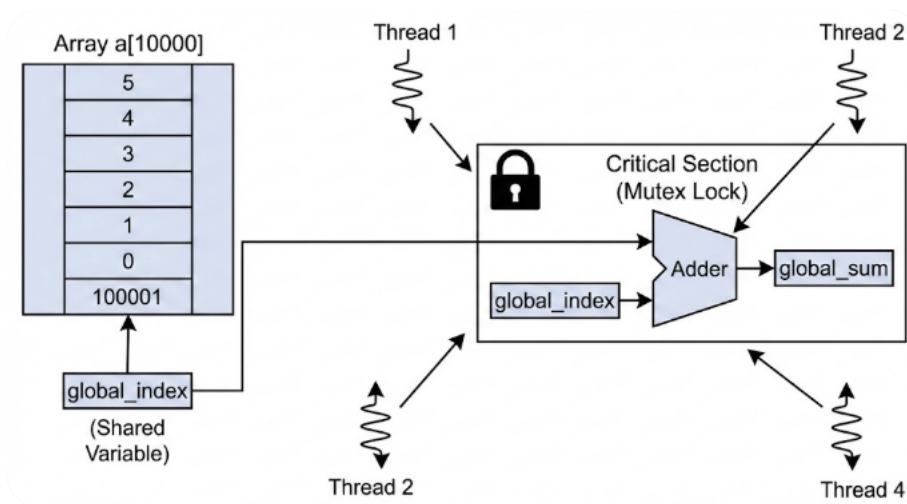 Array a[10000]
5
4
3
2
1
0
100001
global_index
(Shared
Variable)
Thread 1
Thread 2
Critical Section
(Mutex Lock)
Adder
global_sum
global_index
Thread 2
Thread 4